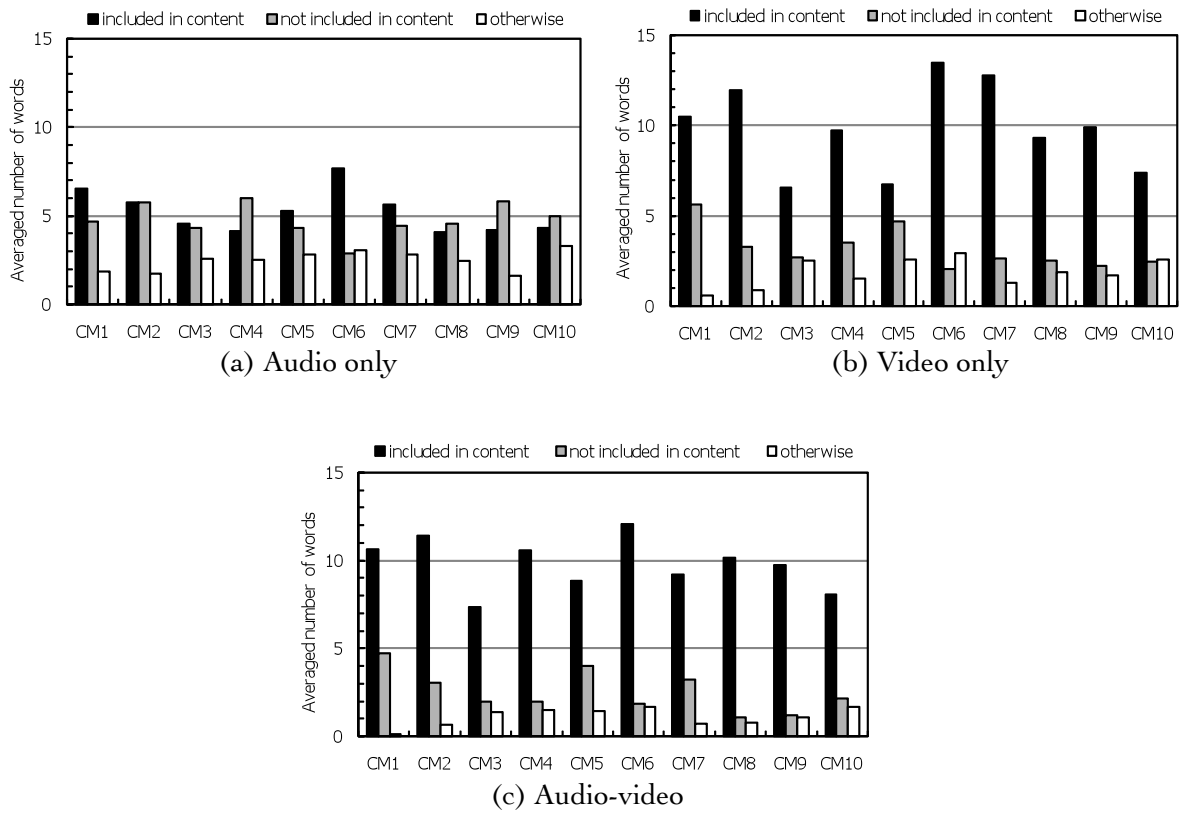 included in content not included in content otherwise
15
10
5
0
Averaged number of words
CM1 CM2 CM3 CM4 CM5 CM6 CM7 CM8 CM9 CM10
(a) Audio only
included in content not included in content otherwise
15
10
5
0
Averaged number of words
CM1 CM2 CM3 CM4 CM5 CM6 CM7 CM8 CM9 CM10
(b) Video only
included in content not included in content otherwise
15
10
5
0
Averaged number of words
CM1 CM2 CM3 CM4 CM5 CM6 CM7 CM8 CM9 CM10
(c) Audio-video